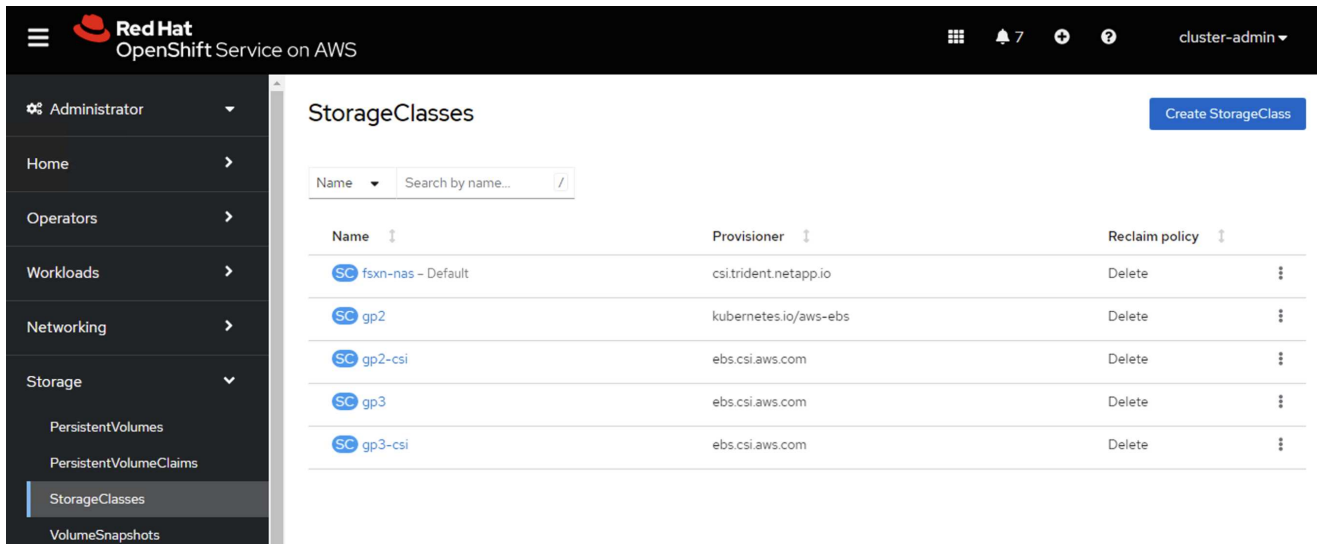 Red Hat
OpenShift Service on AWS
7
cluster-admin
Administrator
Home
Operators
Workloads
Networking
Storage
PersistentVolumes
PersistentVolumeClaims
StorageClasses
VolumeSnapshots
StorageClasses
Create StorageClass
Name Search by name... /
Name Provisioner Reclaim policy
SC fsxn-nas – Default csi.trident.netapp.io Delete
SC gp2 kubernetes.io/aws-ebs Delete
SC gp2-csi ebs.csi.aws.com Delete
SC gp3 ebs.csi.aws.com Delete
SC gp3-csi ebs.csi.aws.com Delete